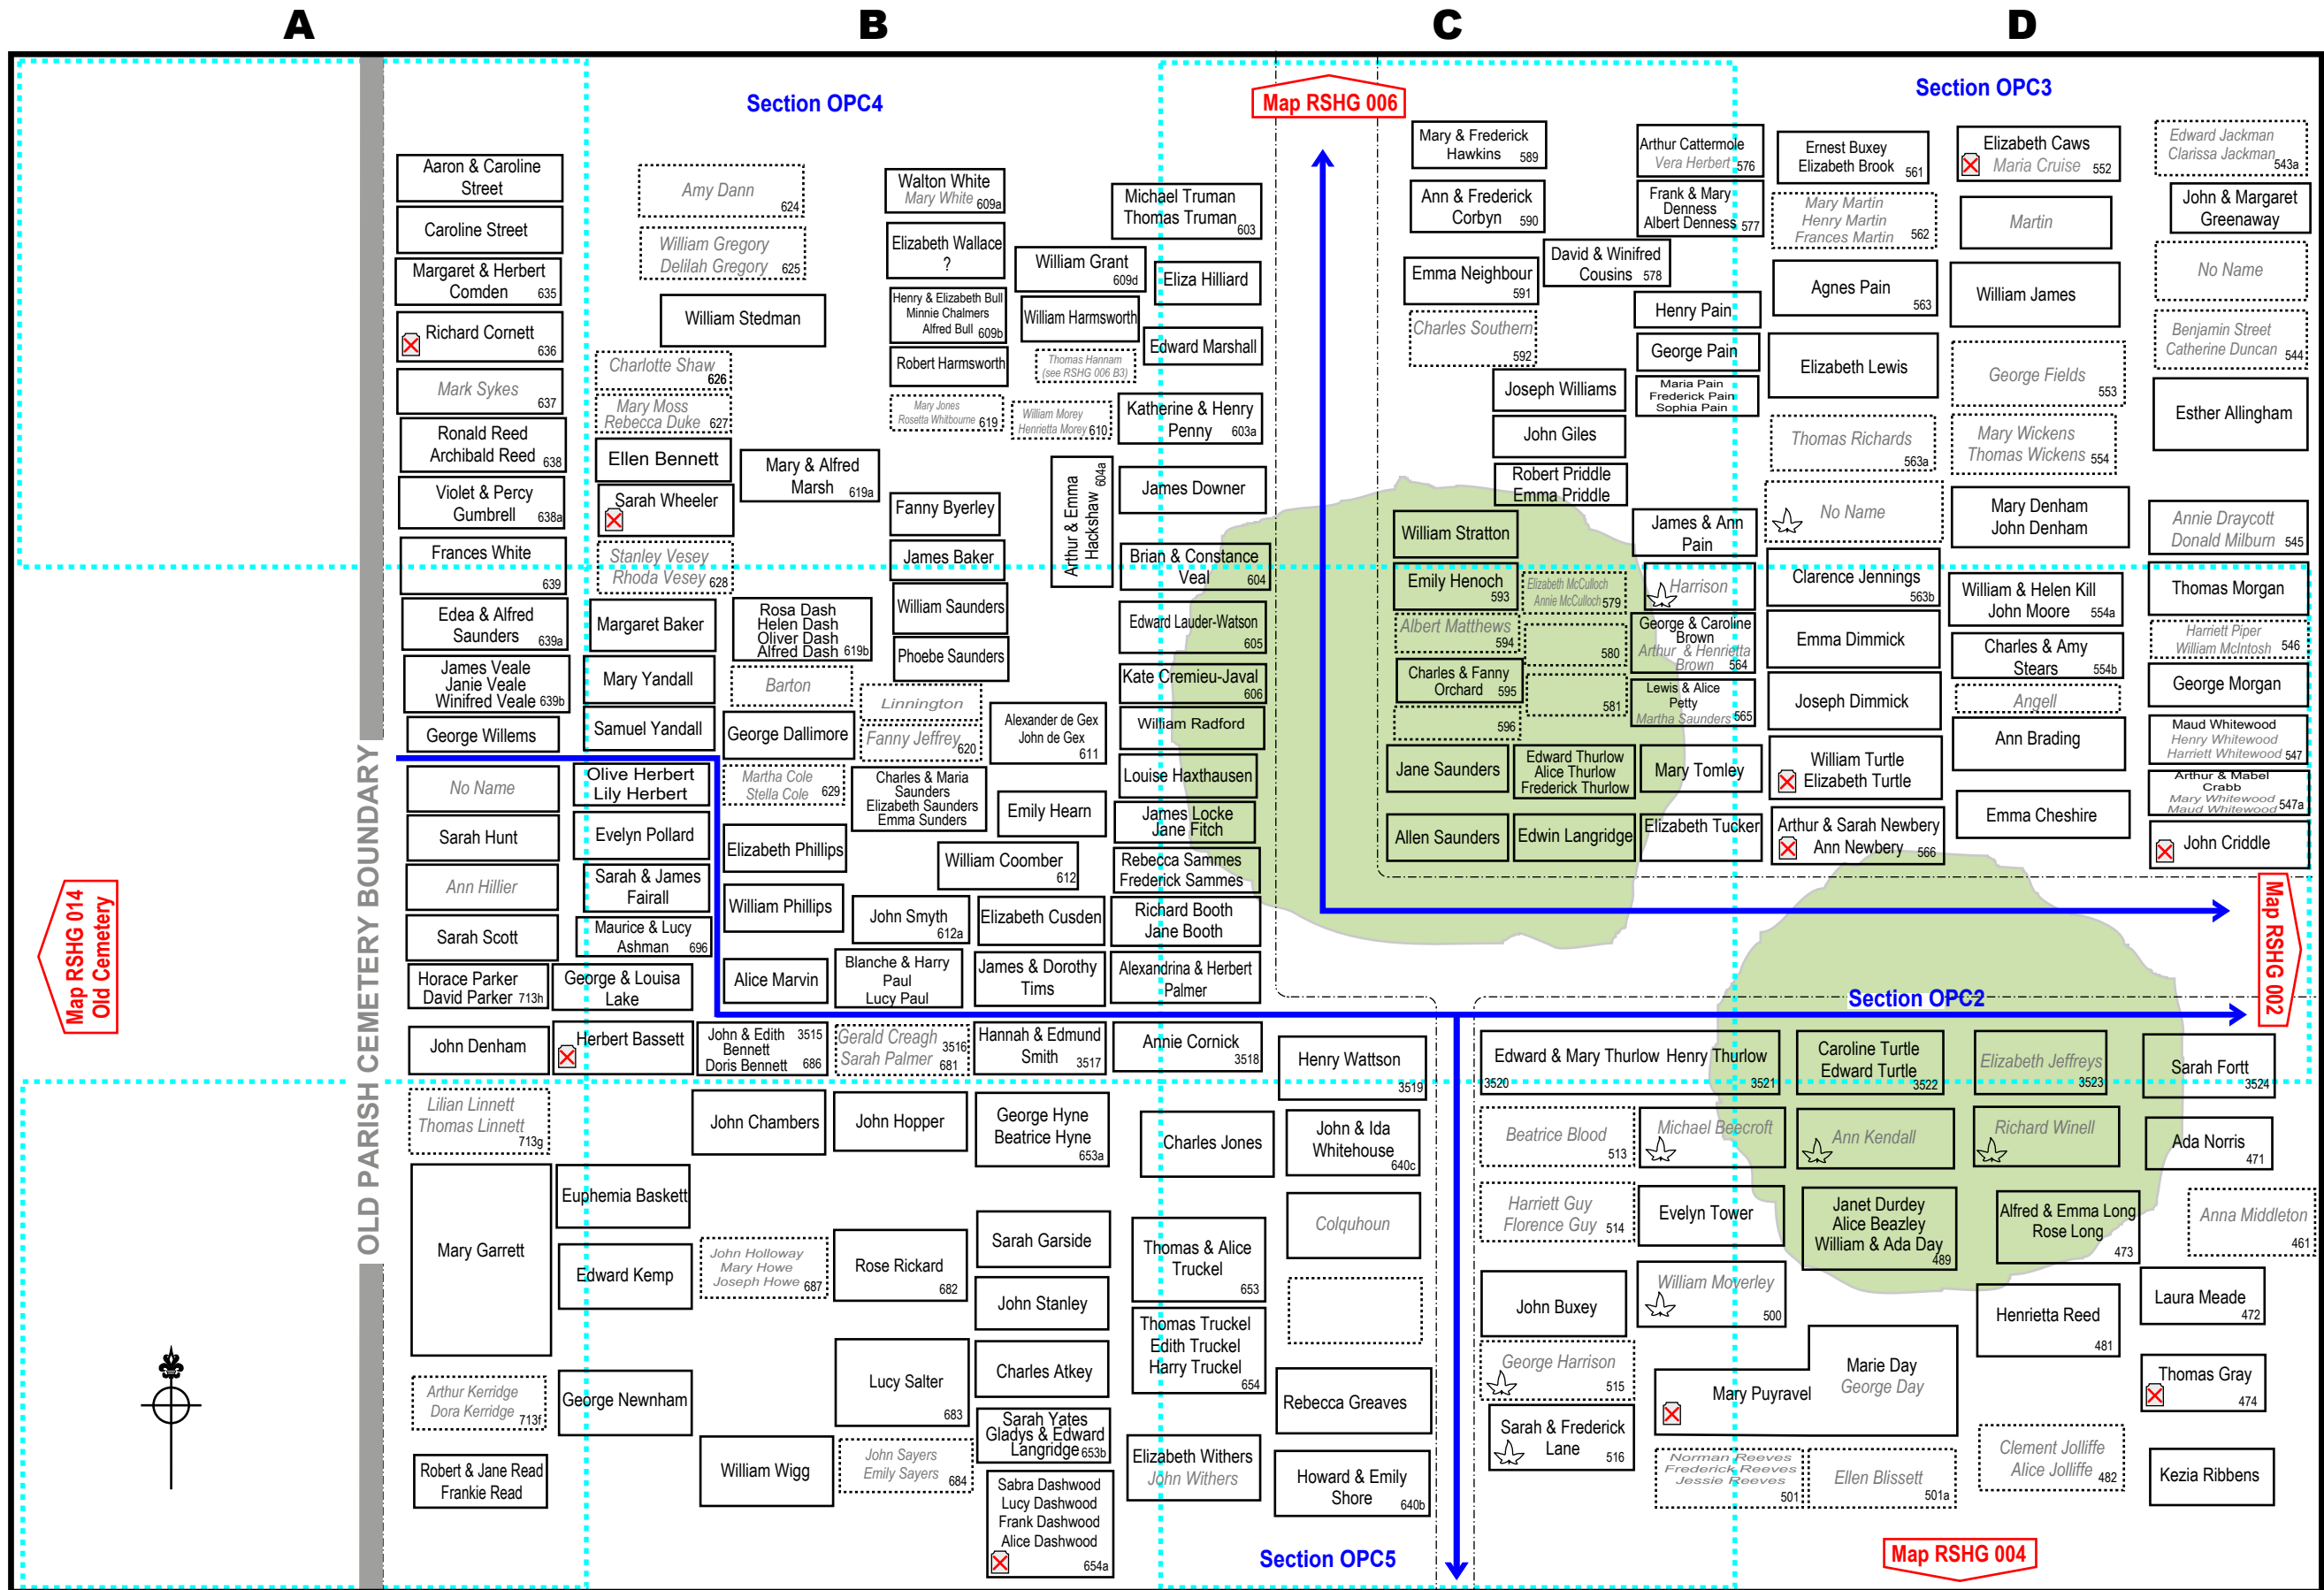 A
B
C
D
Section OPC4
Map RSHG 006
Section OPC3
Map RSHG 014
Old Cemetery
OLD PARISH CEMETERY BOUNDARY
Aaron & Caroline
Street
Caroline Street
Margaret & Herbert
Comden 635
Richard Cornett
636
Mark Sykes
637
Ronald Reed
Archibald Reed 638
Violet & Percy
Gumbrell 638a
Frances White
639
Edea & Alfred
Saunders
639a
James Veale
Janie Veale
Winifred Veale 639b
George Willems
No Name
Sarah Hunt
Ann Hillier
Sarah Scott
Horace Parker
David Parker 713h
John Denham
Lilian Linnett
Thomas Linnett
713g
Mary Garrett
Arthur Kerridge
Dora Kerridge
713f
Robert & Jane Read
Frankie Read
Amy Dann
624
William Gregory
Delilah Gregory 625
William Stedman
Charlotte Shaw
626
Mary Moss
Rebecca Duke 627
Ellen Bennett
Sarah Wheeler
Stanley Vesey
Rhoda Vesey 628
Margaret Baker
Mary Yandall
Samuel Yandall
Olive Herbert
Lily Herbert
Evelyn Pollard
Sarah & James
Fairall
Maurice & Lucy
Ashman 696
George & Louisa
Lake
Herbert Bassett
Euphemia Baskett
Edward Kemp
George Newnham
Mary & Alfred
Marsh 619a
Rosa Dash
Helen Dash
Oliver Dash
Alfred Dash 619b
Barton
George Dallimore
Martha Cole
Stella Cole 629
Elizabeth Phillips
William Phillips
Alice Marvin
John & Edith 3515
Bennett
Doris Bennett 686
John Chambers
John Holloway
Mary Howe
Joseph Howe 687
William Wigg
Walton White
Mary White 609a
Elizabeth Wallace
?
Henry & Elizabeth Bull
Minnie Chalmers
Alfred Bull 609b
Robert Harmsworth
Mary Jones
Rosetta Whitbourne 619
Fanny Byerley
James Baker
William Saunders
Phoebe Saunders
Linnington
Fanny Jeffrey 620
Charles & Maria
Saunders
Elizabeth Saunders
Emma Sunders
John Smyth
612a
Blanche & Harry
Paul
Lucy Paul
Gerald Creagh 3516
Sarah Palmer 681
John Hopper
Rose Rickard
682
Lucy Salter
683
John Sayers
Emily Sayers 684
William Grant
609d
William Harmsworth
Thomas Hannam
(see RSHG 006 B3)
William Morey
Henrietta Morey 610
Arthur & Emma
Hackshaw 604a
Alexander de Gex
John de Gex
611
Emily Hearn
William Coomber
612
Elizabeth Cusden
James & Dorothy
Tims
Hannah & Edmund
Smith 3517
George Hyne
Beatrice Hyne
653a
Sarah Garside
John Stanley
Charles Atkey
Sarah Yates
Gladys & Edward
Langridge 653b
Sabra Dashwood
Lucy Dashwood
Frank Dashwood
Alice Dashwood
654a
Michael Truman
Thomas Truman
603
Eliza Hilliard
Edward Marshall
Katherine & Henry
Penny 603a
James Downer
Brian & Constance
Veal 604
Edward Lauder-Watson
605
Kate Cremieu-Javal
606
William Radford
Louise Haxthausen
James Locke
Jane Fitch
Rebecca Sammes
Frederick Sammes
Richard Booth
Jane Booth
Alexandrina & Herbert
Palmer
Annie Cornick
3518
Charles Jones
Thomas & Alice
Truckel
653
Thomas Truckel
Edith Truckel
Harry Truckel
654
Elizabeth Withers
John Withers
Henry Wattson
3519
John & Ida
Whitehouse
640c
Colquhoun
Rebecca Greaves
Howard & Emily
Shore 640b
Section OPC5
Mary & Frederick
Hawkins 589
Ann & Frederick
Corbyn 590
Emma Neighbour
591
Charles Southern
592
David & Winifred
Cousins 578
Joseph Williams
John Giles
Robert Priddle
Emma Priddle
William Stratton
Emily Henoch
593
Albert Matthews
594
Charles & Fanny
Orchard 595
596
Jane Saunders
Allen Saunders
Elizabeth McCulloch
Annie McCulloch 579
580
581
Edward Thurlow
Alice Thurlow
Frederick Thurlow
Edwin Langridge
Arthur Cattermole
Vera Herbert 576
Frank & Mary
Denness
Albert Denness 577
Henry Pain
George Pain
Maria Pain
Frederick Pain
Sophia Pain
James & Ann
Pain
Harrison
George & Caroline
Brown
Arthur & Henrietta
Brown 564
Lewis & Alice
Petty
Martha Saunders 565
Mary Tomley
Elizabeth Tucker
Ernest Buxey
Elizabeth Brook 561
Mary Martin
Henry Martin
Frances Martin 562
Agnes Pain
563
Elizabeth Lewis
Thomas Richards
563a
No Name
Clarence Jennings
563b
Emma Dimmick
Joseph Dimmick
William Turtle
Elizabeth Turtle
Arthur & Sarah Newbery
Ann Newbery 566
Elizabeth Caws
Maria Cruise 552
Martin
William James
George Fields
553
Mary Wickens
Thomas Wickens 554
Mary Denham
John Denham
William & Helen Kill
John Moore 554a
Charles & Amy
Stears 554b
Angell
Ann Brading
Emma Cheshire
Edward Jackman
Clarissa Jackman 543a
John & Margaret
Greenaway
No Name
Benjamin Street
Catherine Duncan 544
Esther Allingham
Annie Draycott
Donald Milburn 545
Thomas Morgan
Harriett Piper
William McIntosh 546
George Morgan
Maud Whitewood
Henry Whitewood
Harriett Whitewood 547
Arthur & Mabel
Crabb
Mary Whitewood
Maud Whitewood 547a
John Criddle
Map RSHG 002
Section OPC2
Edward & Mary Thurlow Henry Thurlow
3520 3521
Caroline Turtle
Edward Turtle
3522
Elizabeth Jeffreys
3523
Sarah Fortt
3524
Beatrice Blood
513
Michael Beecroft
Ann Kendall
Richard Winell
Ada Norris
471
Harriett Guy
Florence Guy 514
Evelyn Tower
Janet Durdey
Alice Beazley
William & Ada Day
489
Alfred & Emma Long
Rose Long
473
Anna Middleton
461
John Buxey
William Moverley
500
Henrietta Reed
481
Laura Meade
472
George Harrison
515
Mary Puyravel
Marie Day
George Day
Thomas Gray
474
Sarah & Frederick
Lane 516
Norman Reeves
Frederick Reeves
Jessie Reeves
501
Ellen Blissett
501a
Clement Jolliffe
Alice Jolliffe 482
Kezia Ribbens
Map RSHG 004